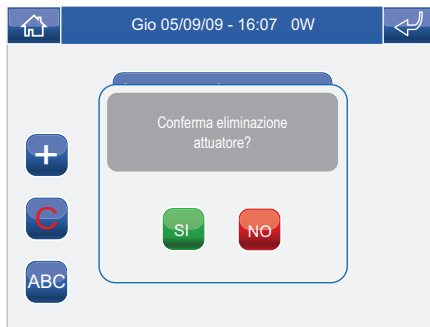 Gio 05/09/09 - 16:07 0W
Conferma eliminazione
attuatore?
+
C
ABC
SI
NO